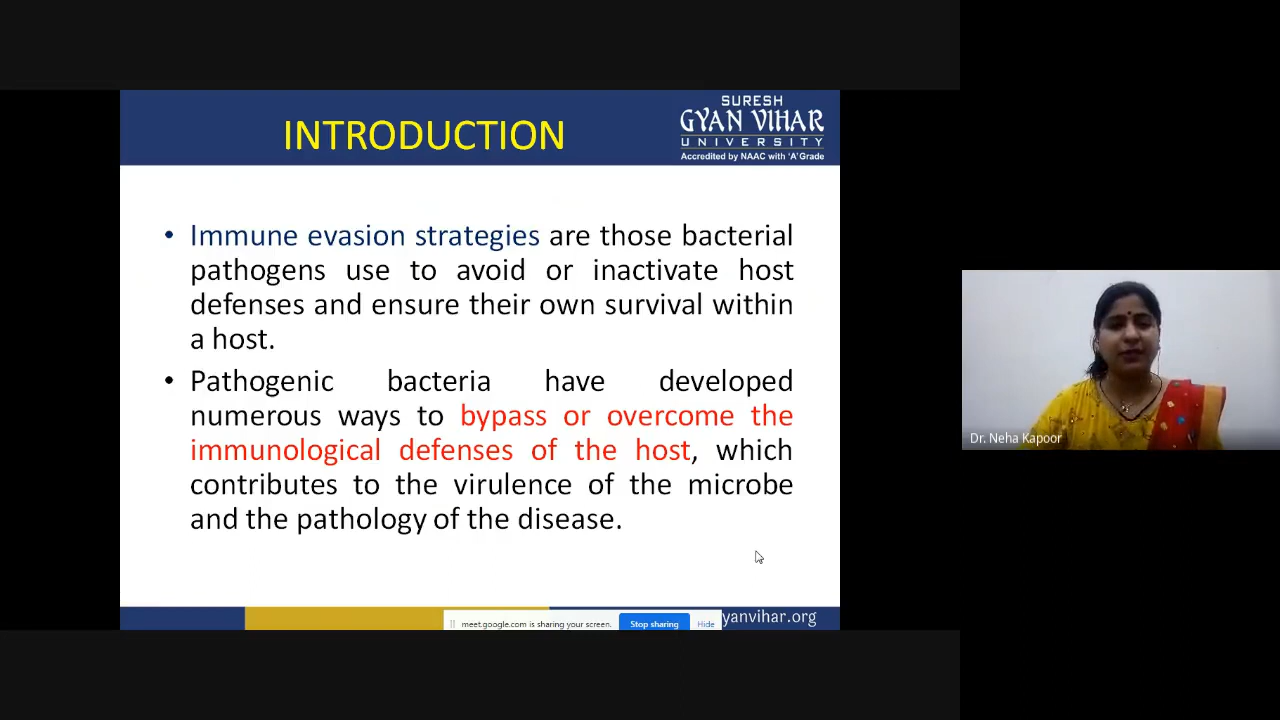 INTRODUCTION
SURESH
GYAN VIHAR
UNIVERSITY
Accredited by NAAC with 'A' Grade
• Immune evasion strategies are those bacterial
pathogens use to avoid or inactivate host
defenses and ensure their own survival within
a host.
• Pathogenic bacteria have developed
numerous ways to bypass or overcome the
immunological defenses of the host, which
contributes to the virulence of the microbe
and the pathology of the disease.
Dr. Neha Kapoor
meet.google.com is sharing your screen. Stop sharing Hide
yanvihar.org